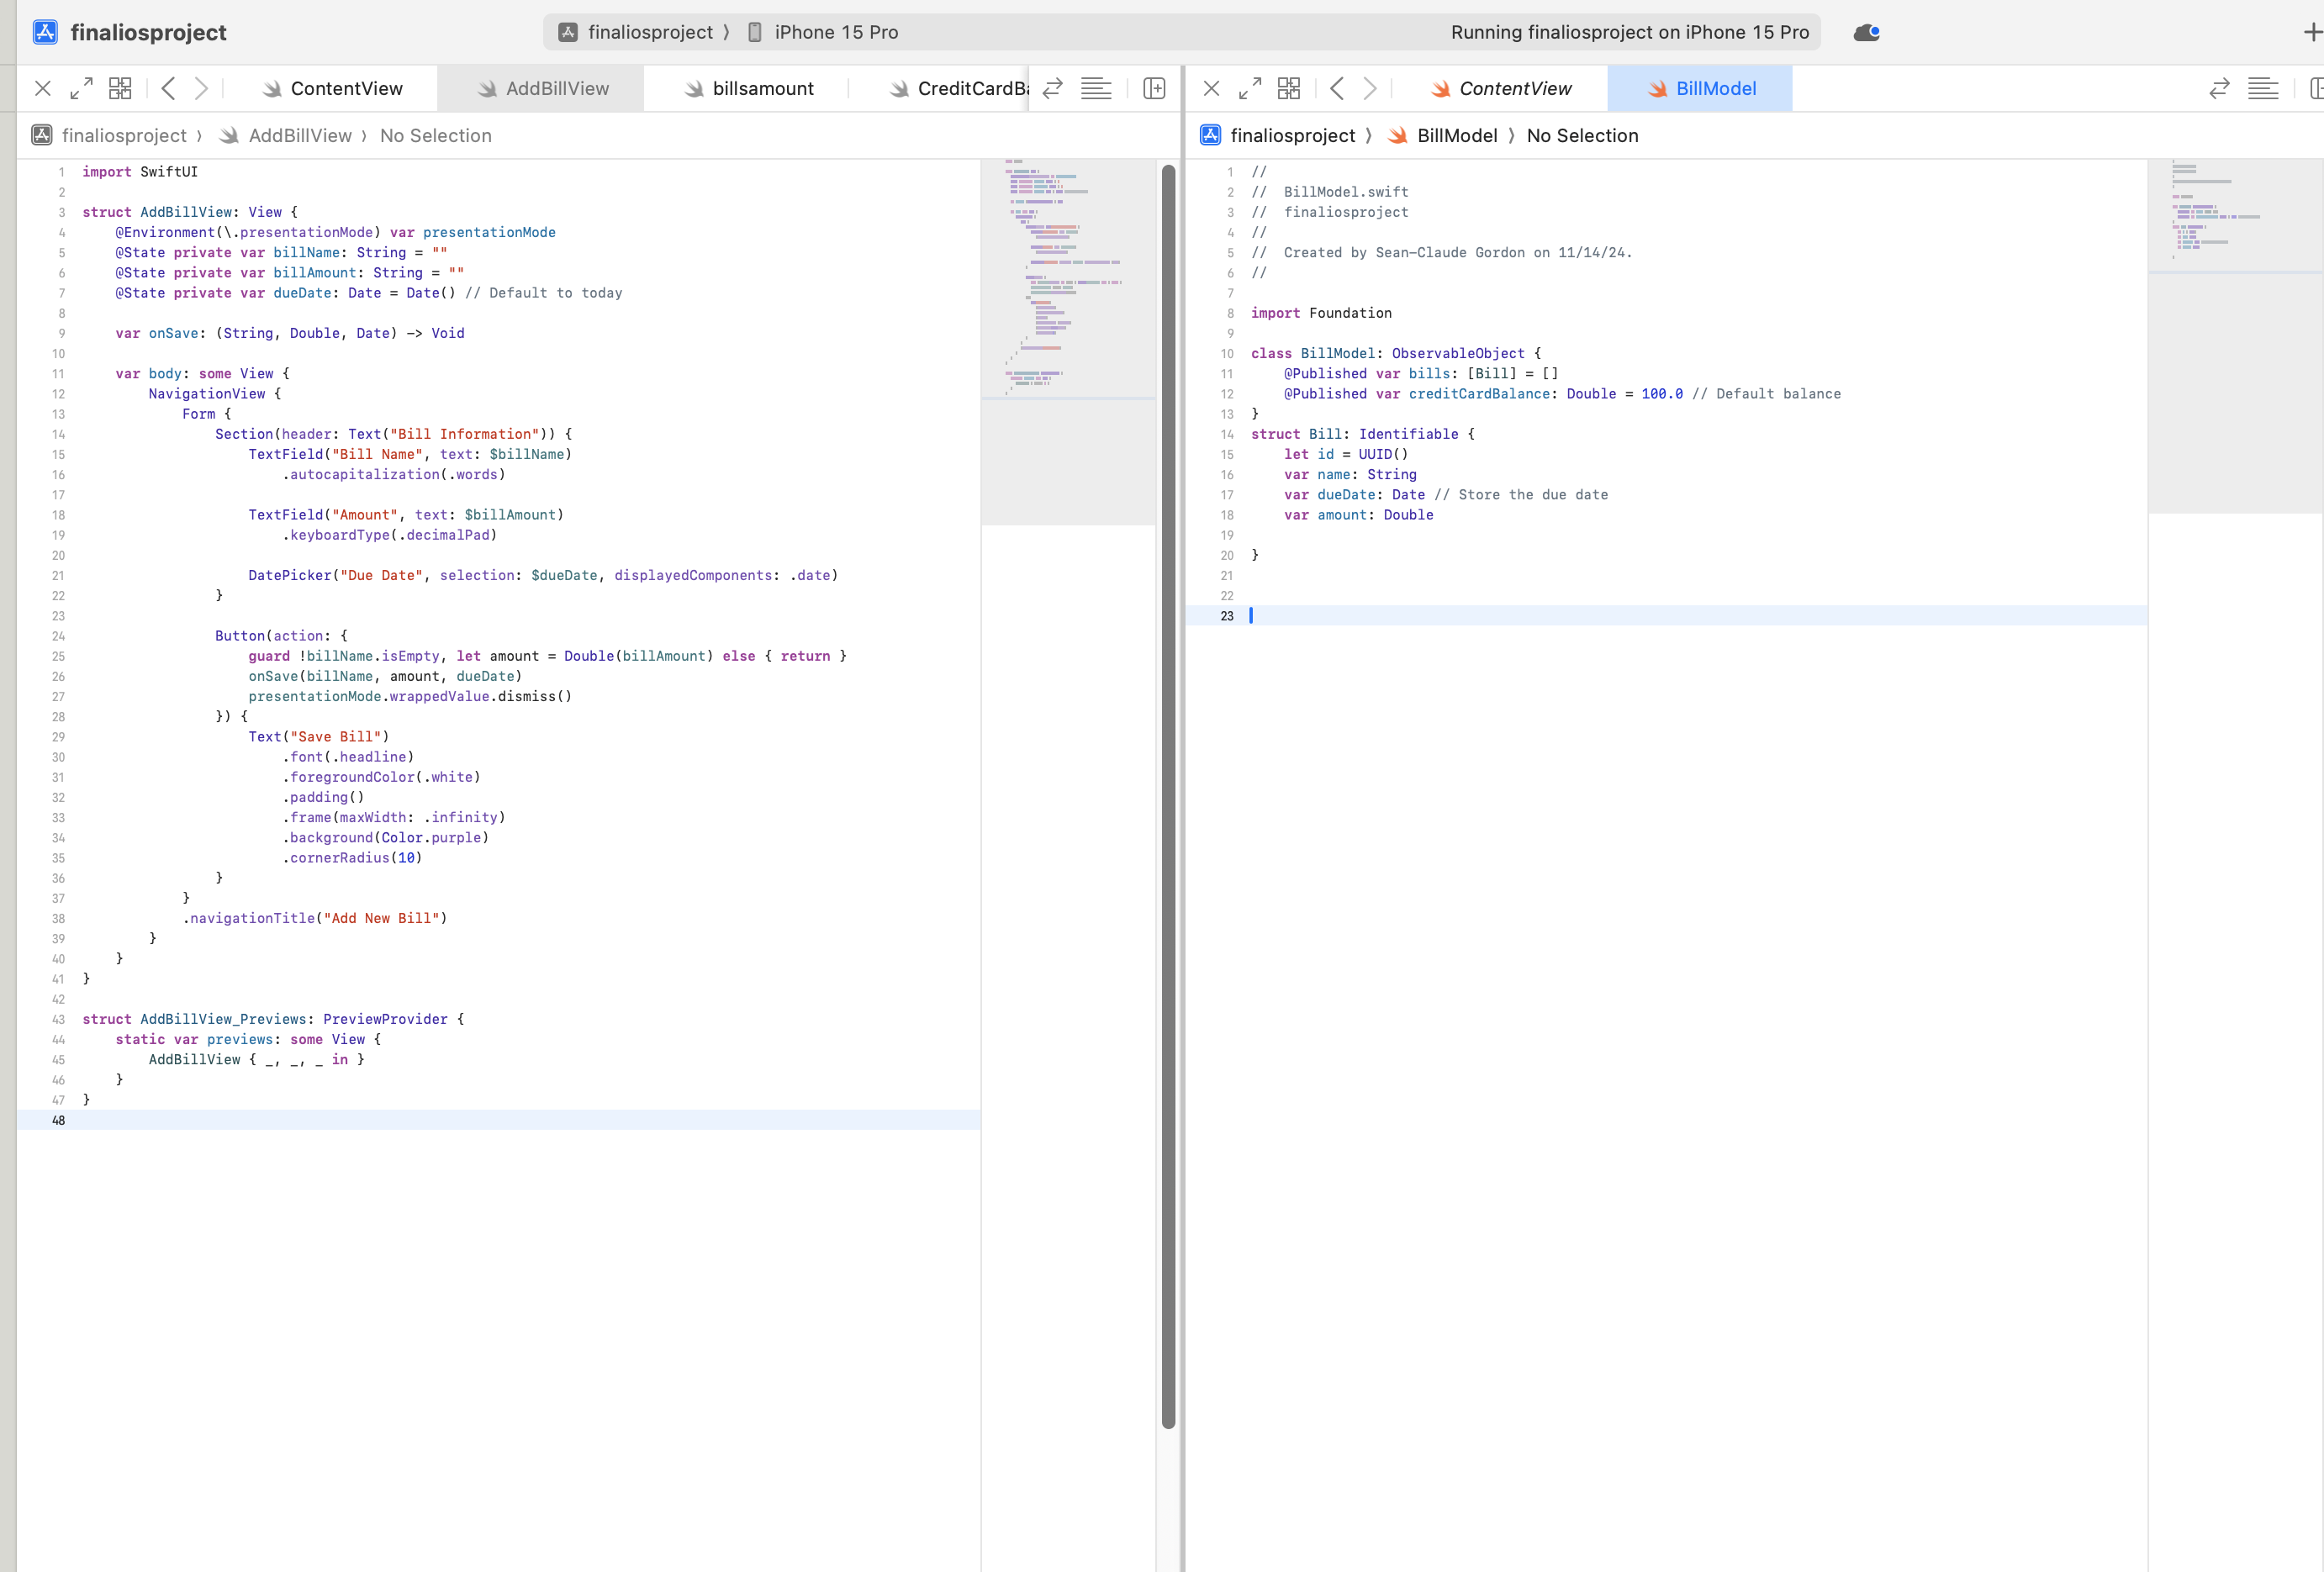 finaliosproject
finaliosproject 〉 iPhone 15 Pro
Running finaliosproject on iPhone 15 Pro
ContentView
AddBillView
billsamount
CreditCardBa
finaliosproject 〉 AddBillView 〉 No Selection
1 import SwiftUI
2
3 struct AddBillView: View {
4     @Environment(\.presentationMode) var presentationMode
5     @State private var billName: String = ""
6     @State private var billAmount: String = ""
7     @State private var dueDate: Date = Date() // Default to today
8
9     var onSave: (String, Double, Date) -> Void
10
11     var body: some View {
12         NavigationView {
13             Form {
14                 Section(header: Text("Bill Information")) {
15                     TextField("Bill Name", text: $billName)
16                         .autocapitalization(.words)
17
18                     TextField("Amount", text: $billAmount)
19                         .keyboardType(.decimalPad)
20
21                     DatePicker("Due Date", selection: $dueDate, displayedComponents: .date)
22                 }
23
24                 Button(action: {
25                     guard !billName.isEmpty, let amount = Double(billAmount) else { return }
26                     onSave(billName, amount, dueDate)
27                     presentationMode.wrappedValue.dismiss()
28                 }) {
29                     Text("Save Bill")
30                         .font(.headline)
31                         .foregroundColor(.white)
32                         .padding()
33                         .frame(maxWidth: .infinity)
34                         .background(Color.purple)
35                         .cornerRadius(10)
36                 }
37             }
38             .navigationTitle("Add New Bill")
39         }
40     }
41 }
42
43 struct AddBillView_Previews: PreviewProvider {
44     static var previews: some View {
45         AddBillView { _, _, _ in }
46     }
47 }
48
ContentView
BillModel
finaliosproject 〉 BillModel 〉 No Selection
1 //
2 //  BillModel.swift
3 //  finaliosproject
4 //
5 //  Created by Sean-Claude Gordon on 11/14/24.
6 //
7
8 import Foundation
9
10 class BillModel: ObservableObject {
11     @Published var bills: [Bill] = []
12     @Published var creditCardBalance: Double = 100.0 // Default balance
13 }
14 struct Bill: Identifiable {
15     let id = UUID()
16     var name: String
17     var dueDate: Date // Store the due date
18     var amount: Double
19
20 }
21
22
23